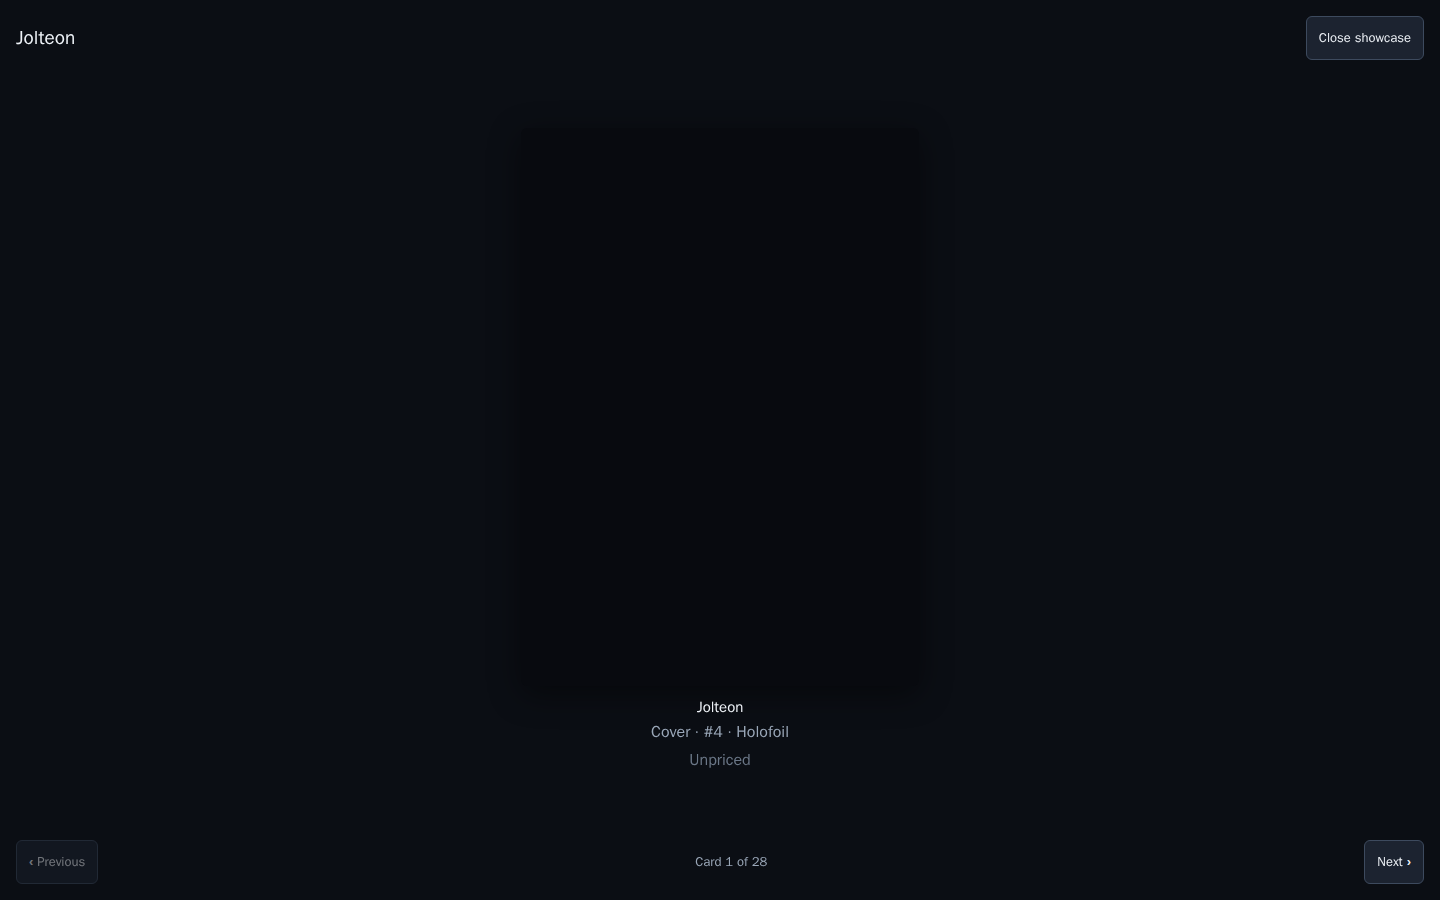 Jolteon
Close showcase
Jolteon
Cover · #4 · Holofoil
Unpriced
‹ Previous
Card 1 of 28
Next ›